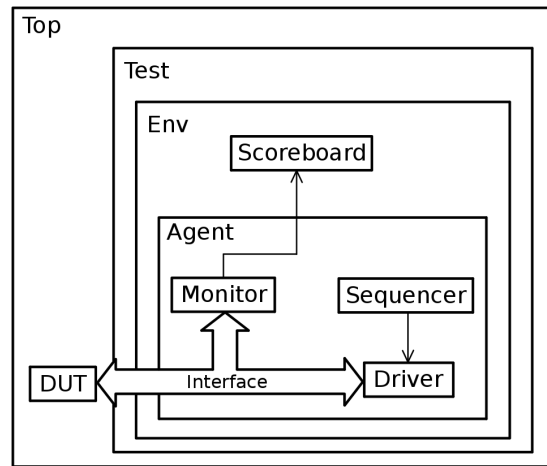 Top
Test
Env
Scoreboard
Agent
Monitor
Sequencer
DUT
Interface
Driver